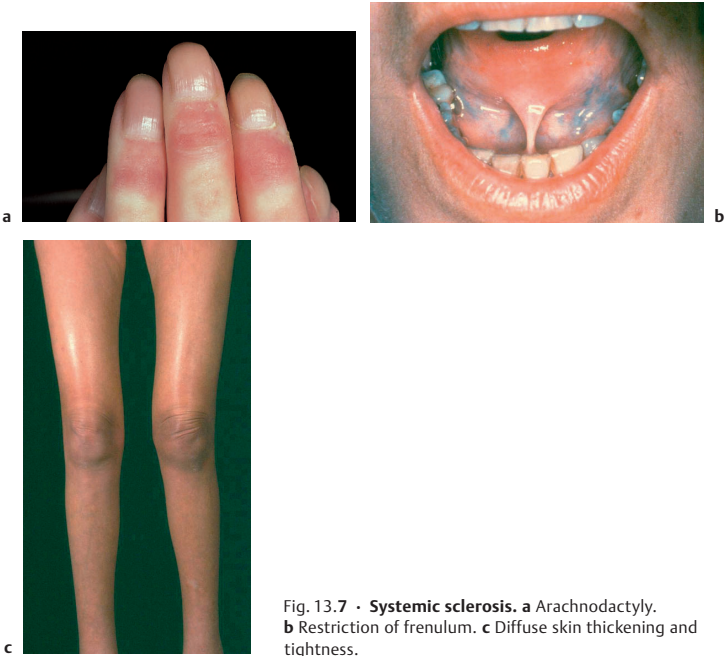 a
b
c
Fig. 13.7 · Systemic sclerosis. a Arachnodactyly.
b Restriction of frenulum. c Diffuse skin thickening and
tightness.